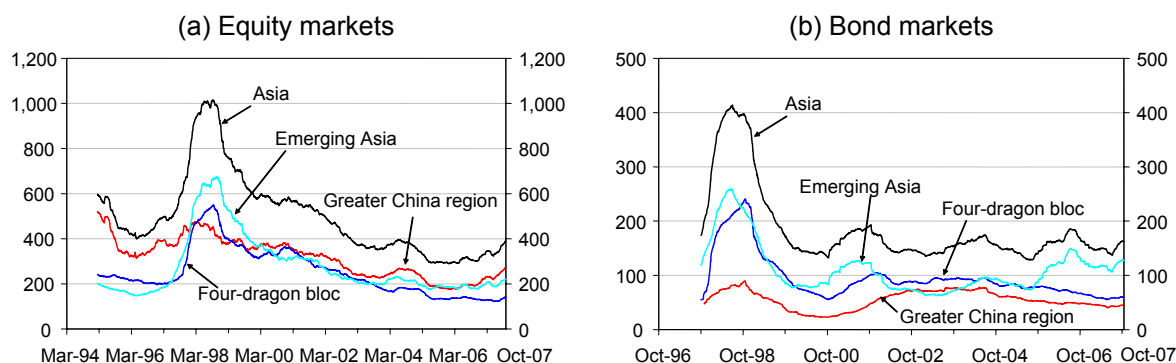 (a) Equity markets
1,200
1,000
800
600
400
200
0
1,200
1,000
800
600
400
200
0
Asia
Emerging Asia
Greater China region
Four-dragon bloc
Mar-94 Mar-96 Mar-98 Mar-00 Mar-02 Mar-04 Mar-06 Oct-07
(b) Bond markets
500
400
300
200
100
0
500
400
300
200
100
0
Asia
Emerging Asia
Four-dragon bloc
Greater China region
Oct-96 Oct-98 Oct-00 Oct-02 Oct-04 Oct-06 Oct-07